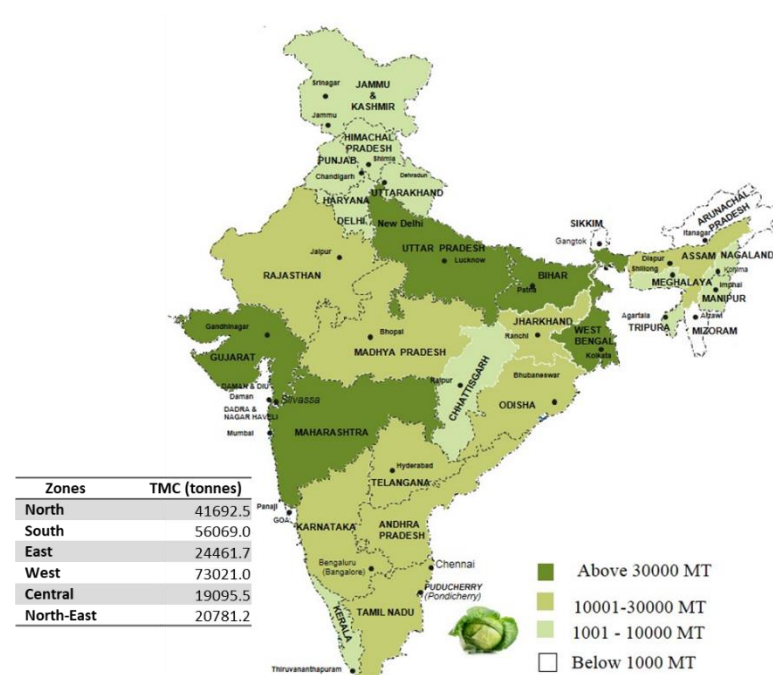 Srinagar
JAMMU
&
KASHMIR
Jammu
HIMACHAL
PRADESH
PUNJAB
Shimla
Chandigarh
Dehradun
UTTARAKHAND
HARYANA
DELHI
New Delhi
UTTAR PRADESH
Lucknow
SIKKIM
Gangtok
ARUNACHAL
PRADESH
Itanagar
ASSAM
NAGALAND
Dispur
Shillong
Kohima
MEGHALAYA
Imphal
MANIPUR
Agartala
TRIPURA
MIZORAM
Jaipur
RAJASTHAN
BIHAR
Patna
Gandhinagar
GUJARAT
Bhopal
MADHYA PRADESH
JHARKHAND
Ranchi
WEST
BENGAL
Kolkata
CHHATTISGARH
Raipur
Bhubaneswar
ODISHA
DAMAN & DIU
Daman
Silvassa
DADRA &
NAGAR HAVELI
Mumbai
MAHARASHTRA
Hyderabad
TELANGANA
Panaji
GOA
KARNATAKA
ANDHRA
PRADESH
Bengaluru
(Bangalore)
Chennai
PUDUCHERRY
(Pondicherry)
KERALA
TAMIL NADU
Thiruvananthapuram
Zones TMC (tonnes)
North 41692.5
South 56069.0
East 24461.7
West 73021.0
Central 19095.5
North-East 20781.2
Above 30000 MT
10001-30000 MT
1001 - 10000 MT
Below 1000 MT